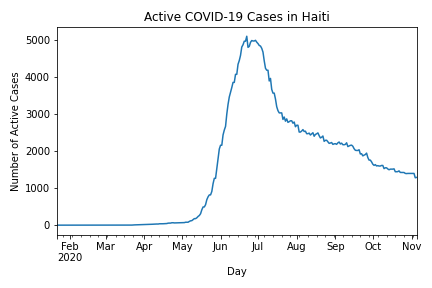 Active COVID-19 Cases in Haiti
Number of Active Cases
5000
4000
3000
2000
1000
0
Feb Mar Apr May Jun Jul Aug Sep Oct Nov
2020
Day